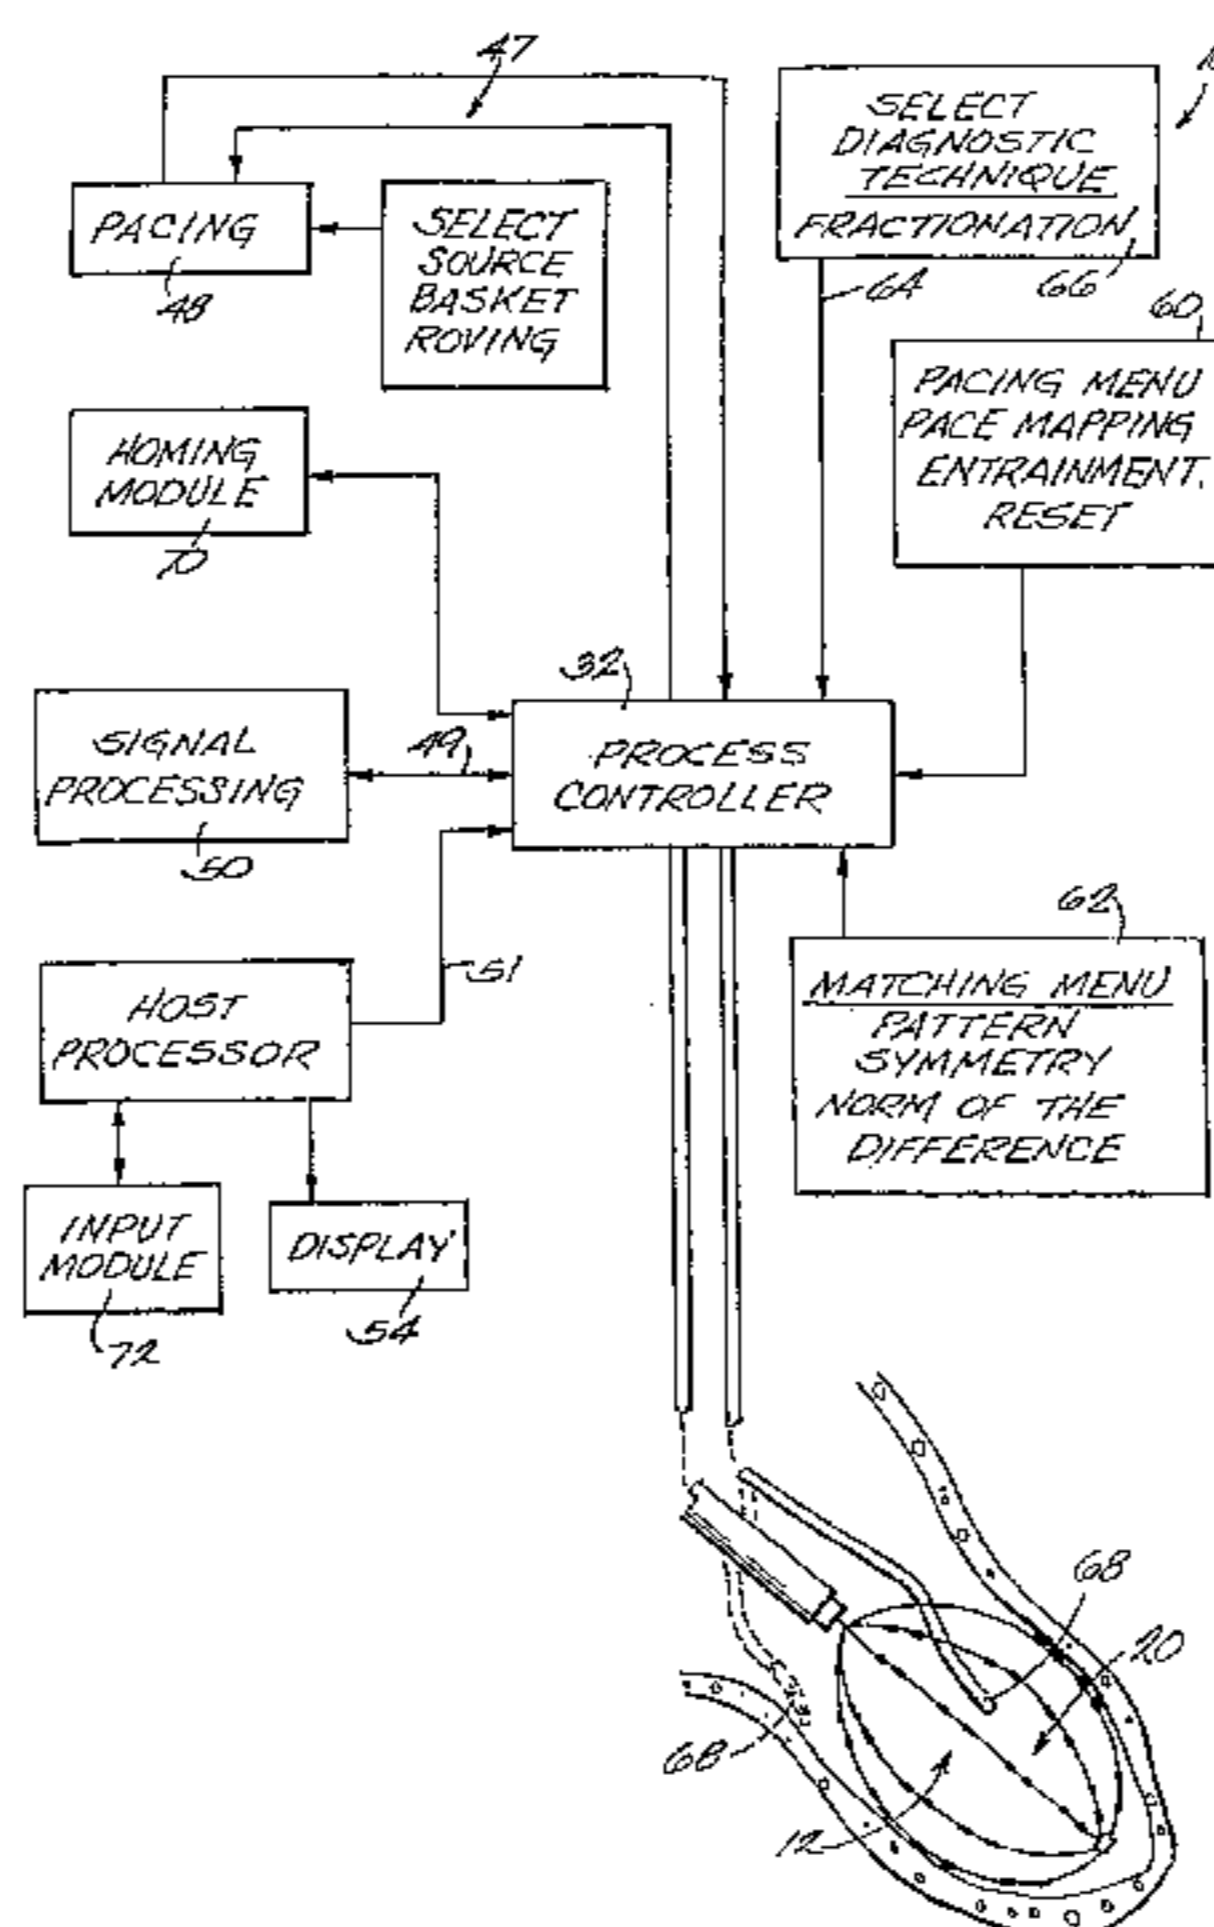 47
SELECT
DIAGNOSTIC
TECHNIQUE
FRACTIONATION
66
64
PACING
48
SELECT
SOURCE
BASKET
ROVING
60
PACING MENU
PACE MAPPING
ENTRAINMENT,
RESET
HOMING
MODULE
70
32
PROCESS
CONTROLLER
SIGNAL
PROCESSING
50
49
51
HOST
PROCESSOR
62
MATCHING MENU
PATTERN
SYMMETRY
NORM OF THE
DIFFERENCE
INPUT
MODULE
72
DISPLAY
54
68
20
68
12